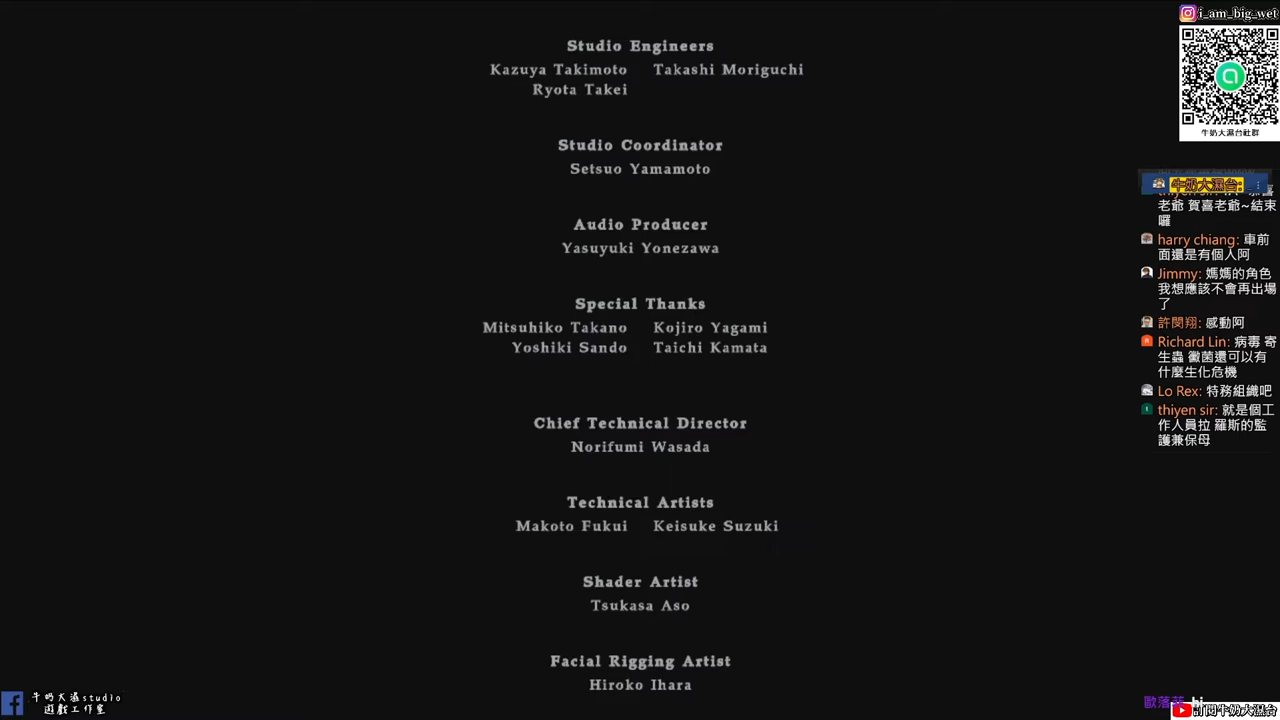 Studio Engineers
Kazuya Takimoto Takashi Moriguchi
Ryota Takei
Studio Coordinator
Setsuo Yamamoto
Audio Producer
Yasuyuki Yonezawa
Special Thanks
Mitsuhiko Takano Kojiro Yagami
Yoshiki Sando Taichi Kamata
Chief Technical Director
Norifumi Wasada
Technical Artists
Makoto Fukui Keisuke Suzuki
Shader Artist
Tsukasa Aso
Facial Rigging Artist
Hiroko Ihara
i_am_big_wet
牛奶大濕台社群
牛奶大濕台:
老爺 賀喜老爺~結束
囉
harry chiang: 車前
面還是有個人阿
Jimmy: 媽媽的角色
我想應該不會再出場
了
許閔翔: 感動阿
Richard Lin: 病毒 寄
生蟲 黴菌還可以有
什麼生化危機
Lo Rex: 特務組織吧
thiyen sir: 就是個工
作人員拉 羅斯的監
護兼保母
牛奶大濕studio
遊戲工作室
訂閱牛奶大濕台